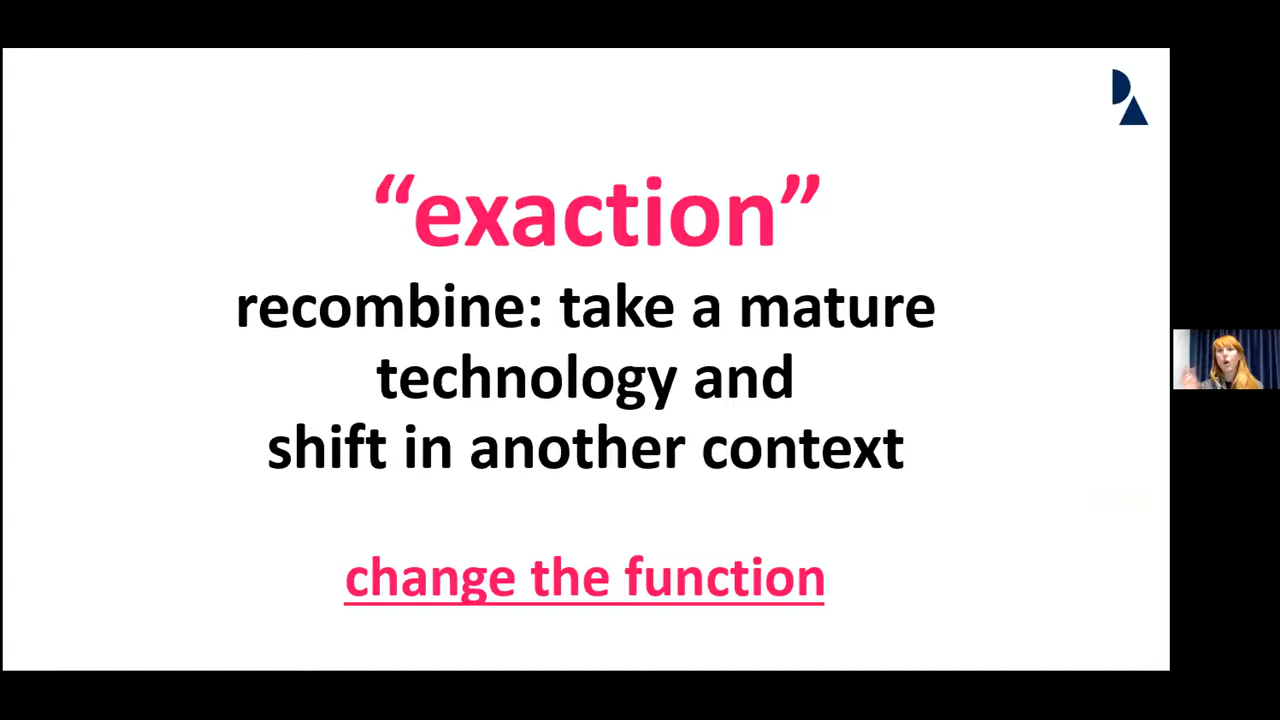 “exaction”
recombine: take a mature
technology and
shift in another context
change the function